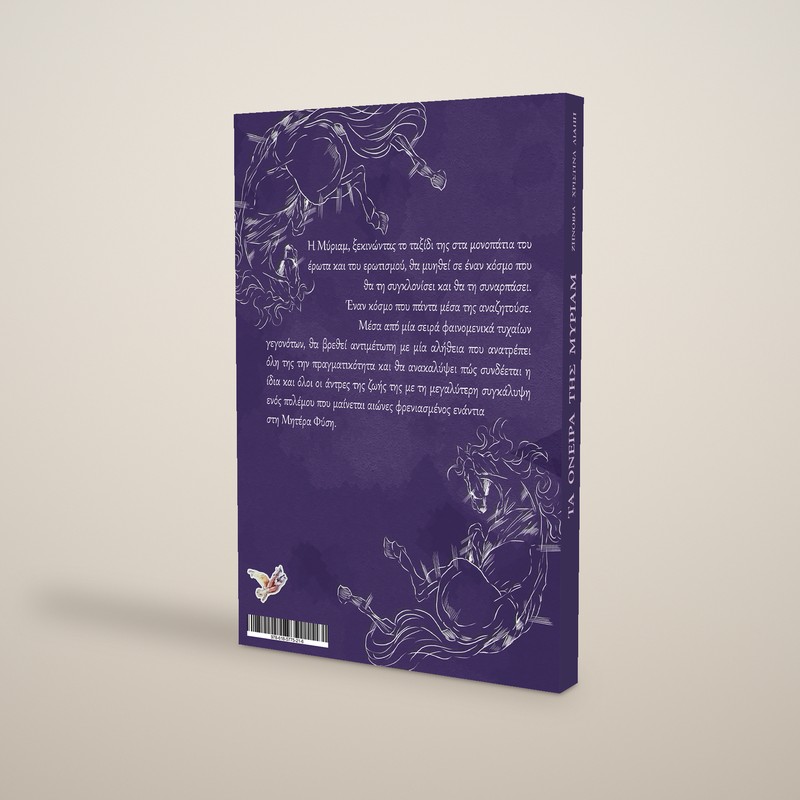 Η Μύριαμ, ξεκινώντας το ταξίδι της στα μονοπάτια του
έρωτα και του ερωτισμού, θα μυηθεί σε έναν κόσμο που
θα τη συγκλονίσει και θα τη συναρπάσει.
Έναν κόσμο που πάντα μέσα της αναζητούσε.
Μέσα από μία σειρά φαινομενικά τυχαίων
γεγονότων, θα βρεθεί αντιμέτωπη με μία αλήθεια που ανατρέπει
όλη της την πραγματικότητα και θα ανακαλύψει πώς συνδέεται η
ίδια και όλοι οι άντρες της ζωής της με τη μεγαλύτερη συγκάλυψη
ενός πολέμου που μαίνεται αιώνες φρενιασμένος ενάντια
στη Μητέρα Φύση.
ΤΑ ΟΝΕΙΡΑ ΤΗΣ ΜΥΡΙΑΜ ΖΗΝΟΒΙΑ ΧΡΙΣΤΙΝΑ